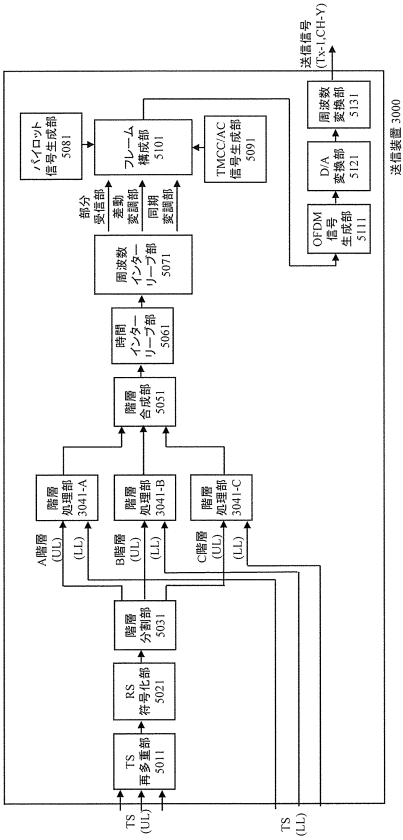 TS
(UL)
TS
再多重部
5011
RS
符号化部
5021
階層
分割部
5031
A階層
(UL)
(LL)
B階層
(UL)
(LL)
C階層
(UL)
(LL)
TS
(LL)
階層
処理部
3041-A
階層
処理部
3041-B
階層
処理部
3041-C
階層
合成部
5051
時間
インター
リーブ部
5061
周波数
インター
リーブ部
5071
部分
受信部
差動
変調部
同期
変調部
パイロット
信号生成部
5081
フレーム
構成部
5101
TMCC/AC
信号生成部
5091
OFDM
信号
生成部
5111
D/A
変換部
5121
周波数
変換部
5131
送信信号
(Tx-1,CH-Y)
送信装置 3000